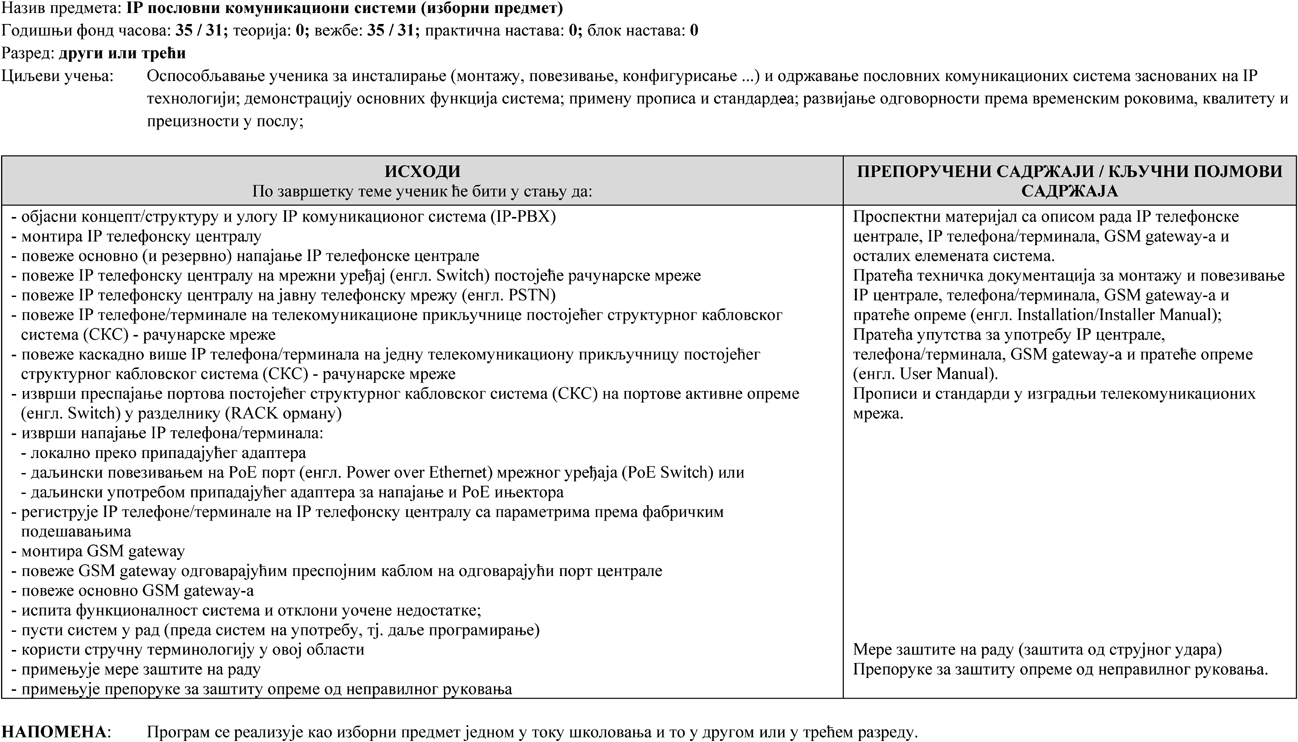 Назив предмета: IP пословни комуникациони системи (изборни предмет)
Годишњи фонд часова: 35 / 31; теорија: 0; вежбе: 35 / 31; практична настава: 0; блок настава: 0
Разред: други или трећи
Циљеви учења: Оспособљавање ученика за инсталирање (монтажу, повезивање, конфигурисање ...) и одржавање пословних комуникационих система заснованих на IP
технологији; демонстрацију основних функција система; примену прописа и стандардеа; развијање одговорности према временским роковима, квалитету и
прецизности у послу;
ИСХОДИ
По завршетку теме ученик ће бити у стању да:
ПРЕПОРУЧЕНИ САДРЖАЈИ / КЉУЧНИ ПОЈМОВИ
САДРЖАЈА
- објасни концепт/структуру и улогу IP комуникационог система (IP-PBX)
- монтира IP телефонску централу
- повеже основно (и резервно) напајање IP телефонске централе
- повеже IP телефонску централу на мрежни уређај (енгл. Switch) постојеће рачунарске мреже
- повеже IP телефонску централу на јавну телефонску мрежу (енгл. PSTN)
- повеже IP телефоне/терминале на телекомуникационе прикључнице постојећег структурног кабловског
система (СКС) - рачунарске мреже
- повеже каскадно више IP телефона/терминала на једну телекомуникациону прикључницу постојећег
структурног кабловског система (СКС) - рачунарске мреже
- изврши преспајање портова постојећег структурног кабловског система (СКС) на портове активне опреме
(енгл. Switch) у разделнику (RACK орману)
- изврши напајање IP телефона/терминала:
- локално преко припадајућег адаптера
- даљински повезивањем на PoE порт (енгл. Power over Ethernet) мрежног уређаја (PoE Switch) или
- даљински употребом припадајућег адаптера за напајање и PoE ињектора
- региструје IP телефоне/терминале на IP телефонску централу са параметрима према фабричким
подешавањима
- монтира GSM gateway
- повеже GSM gateway одговарајућим преспојним каблом на одговарајући порт централе
- повеже основно GSM gateway-а
- испита функционалност система и отклони уочене недостатке;
- пусти систем у рад (преда систем на употребу, тј. даље програмирање)
- користи стручну терминологију у овој области
- примењује мере заштите на раду
- примењује препоруке за заштиту опреме од неправилног руковања
Проспектни материјал са описом рада IP телефонске
централе, IP телефона/терминала, GSM gateway-а и
осталих елемената система.
Пратећа техничка документација за монтажу и повезивање
IP централе, телефона/терминала, GSM gateway-а и
пратеће опреме (енгл. Installation/Installer Manual);
Пратећа упутства за употребу IP централе,
телефона/терминала, GSM gateway-а и пратеће опреме
(енгл. User Manual).
Прописи и стандарди у изградњи телекомуникационих
мрежа.
Мере заштите на раду (заштита од струјног удара)
Препоруке за заштиту опреме од неправилног руковања.
НАПОМЕНА: Програм се реализује као изборни предмет једном у току школовања и то у другом или у трећем разреду.